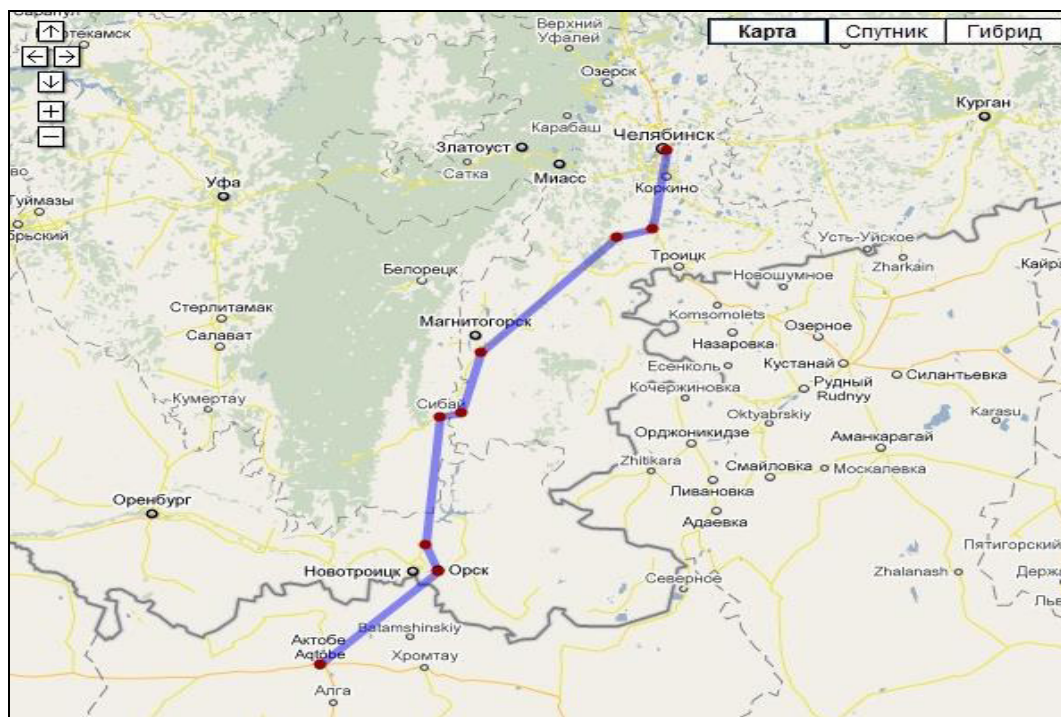 Сарапул
Верхний
Уфалей
Карта
Спутник
Гибрид
Озерск
Курган
Карабаш
Челябинск
Златоуст
Сатка
Миасс
Коркино
Уфа
Туймазы
Усть-Уйское
Троицк
Zharkain
Белорецк
Новошумное
Стерлитамак
Komsomolets
Салават
Магнитогорск
Озерное
Назаровка
Есенколь
Кустанай
Силантьевка
Кочержиновка
Рудный
Rudnyy
Кумертау
Сибай
Oktyabrskiy
Karasu
Орджоникидзе
Аманкарагай
Zhitikara
Смайловка
Москалевка
Ливановка
Оренбург
Адаевка
Пятигорский
Новотроицк
Орск
Северное
Zhalanash
Batamshinskiy
Актобе
Aqtobe
Хромтау
Алга